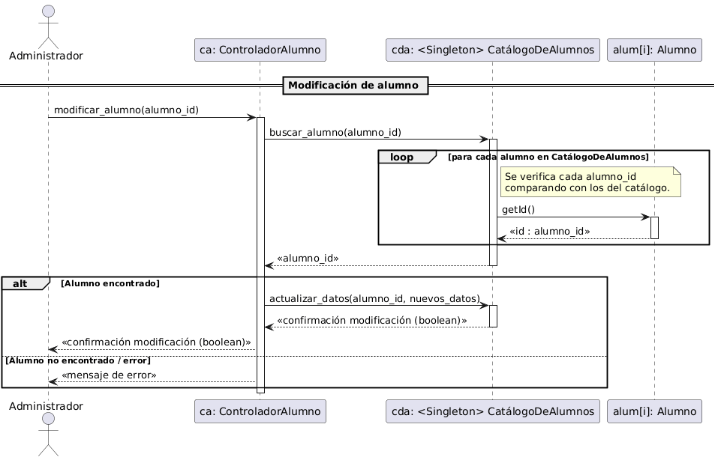 Administrador
ca: ControladorAlumno
cda: <Singleton> CatálogoDeAlumnos
alum[i]: Alumno
Modificación de alumno
modificar_alumno(alumno_id)
buscar_alumno(alumno_id)
loop
[para cada alumno en CatálogoDeAlumnos]
Se verifica cada alumno_id
comparando con los del catálogo.
getId()
«id : alumno_id»
«alumno_id»
alt
[Alumno encontrado]
actualizar_datos(alumno_id, nuevos_datos)
«confirmación modificación (boolean)»
«confirmación modificación (boolean)»
[Alumno no encontrado / error]
«mensaje de error»
Administrador
ca: ControladorAlumno
cda: <Singleton> CatálogoDeAlumnos
alum[i]: Alumno